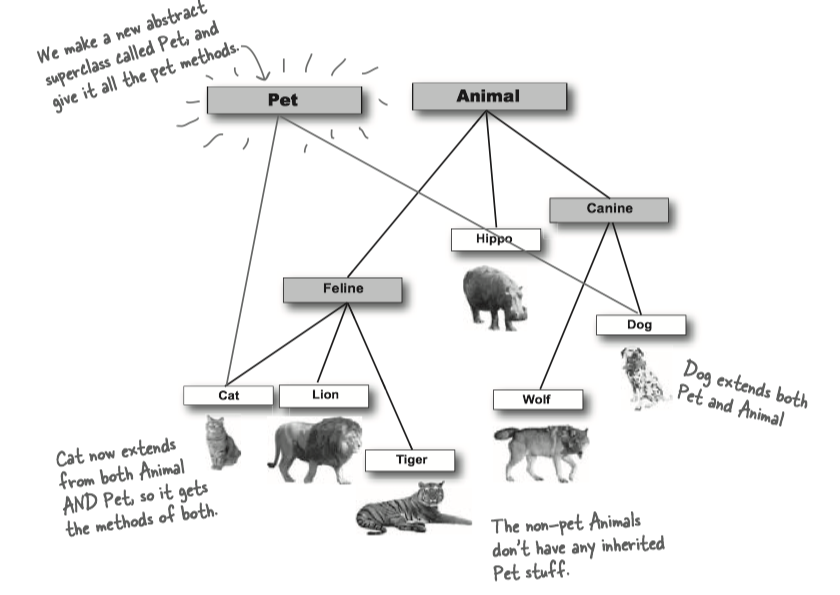 We make a new abstract
superclass called Pet, and
give it all the pet methods.
Pet
Animal
Canine
Hippo
Feline
Dog
Cat
Lion
Wolf
Tiger
Dog extends both
Pet and Animal
Cat now extends
from both Animal
AND Pet, so it gets
the methods of both.
The non-pet Animals
don't have any inherited
Pet stuff.